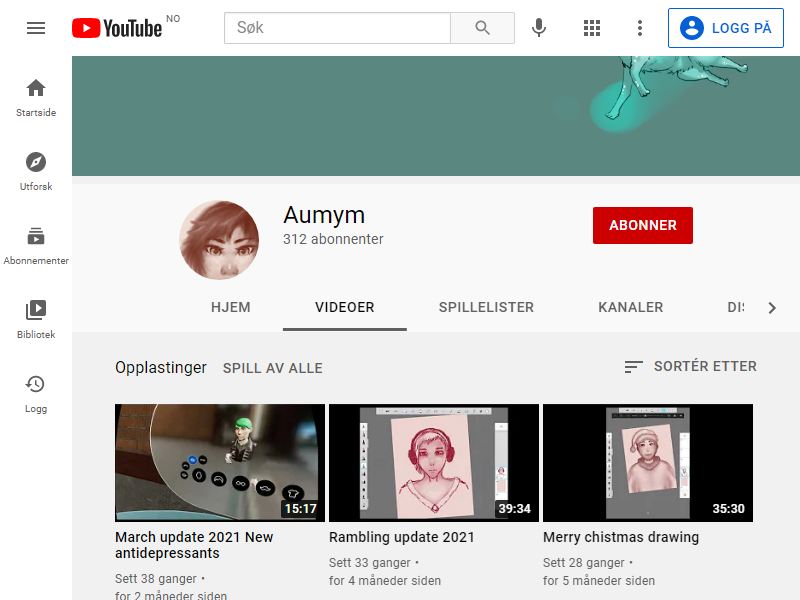 YouTube NO
Søk
LOGG PÅ
Startside
Utforsk
Abonnementer
Bibliotek
Logg
Aumym
312 abonnenter
ABONNER
HJEM VIDEOER SPILLELISTER KANALER
Opplastinger SPILL AV ALLE SORTÉR ETTER
15:17 39:34 35:30
March update 2021 New
antidepressants
Sett 38 ganger •
for 2 måneder siden
Rambling update 2021
Sett 33 ganger •
for 4 måneder siden
Merry chistmas drawing
Sett 28 ganger •
for 5 måneder siden